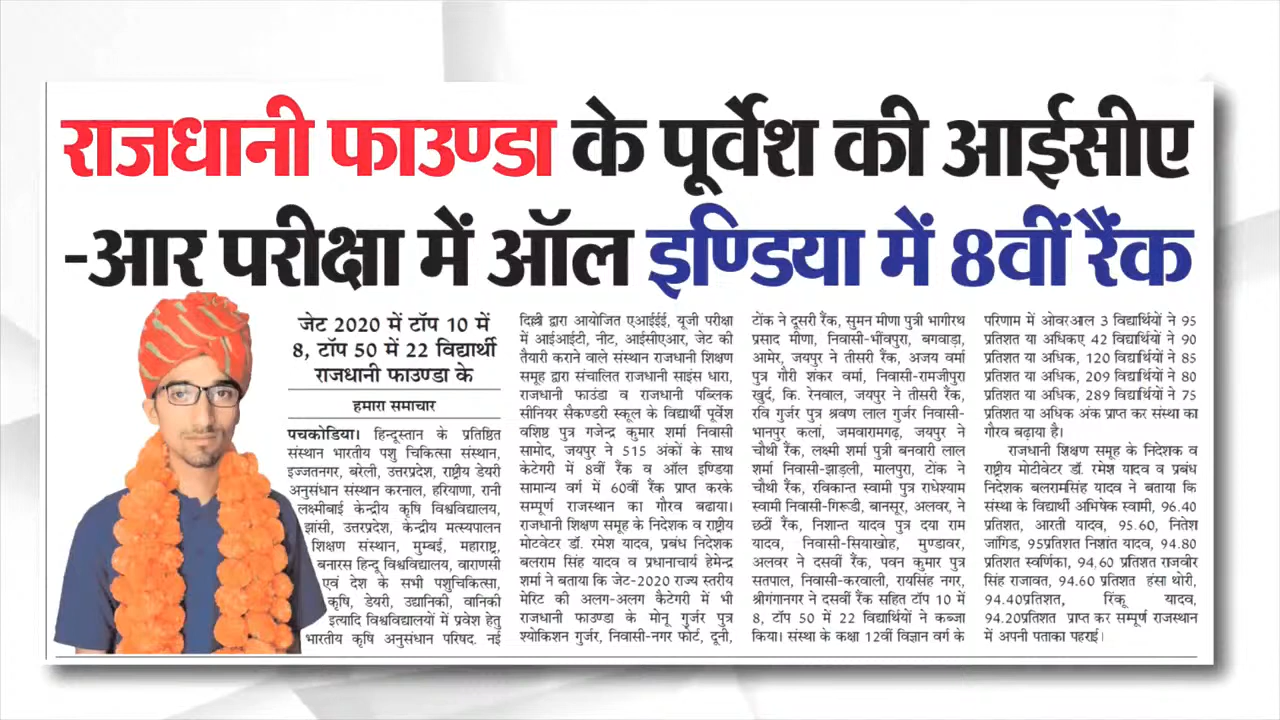 राजधानी फाउण्डा के पूर्वेश की आईसीए
-आर परीक्षा में ऑल इण्डिया में 8वीं रैंक
जेट 2020 में टॉप 10 में
8, टॉप 50 में 22 विद्यार्थी
राजधानी फाउण्डा के
हमारा समाचार
पचकोडिया। हिन्दूस्तान के प्रतिष्ठित
संस्थान भारतीय पशु चिकित्सा संस्थान,
इज्जतनगर, बरेली, उत्तरप्रदेश, राष्ट्रीय डेयरी
अनुसंधान संस्थान करनाल, हरियाणा, रानी
लक्ष्मीबाई केन्द्रीय कृषि विश्वविद्यालय,
झांसी, उत्तरप्रदेश, केन्द्रीय मत्स्यपालन
शिक्षण संस्थान, मुम्बई, महाराष्ट्र,
बनारस हिन्दु विश्वविद्यालय, वाराणसी
एवं देश के सभी पशुचिकित्सा,
कृषि, डेयरी, उद्यानिकी, वानिकी
इत्यादि विश्वविद्यालयों में प्रवेश हेतु
भारतीय कृषि अनुसंधान परिषद. नई
दिल्ली द्वारा आयोजित एआईईई, यूजी परीक्षा
में आईआईटी, नीट, आईसीएआर, जेट की
तैयारी कराने वाले संस्थान राजधानी शिक्षण
समूह द्वारा संचालित राजधानी साइंस धारा,
राजधानी फाउंडा व राजधानी पब्लिक
सीनियर सैकण्डरी स्कूल के विद्यार्थी पूर्वेश
वशिष्ठ पुत्र गजेन्द्र कुमार शर्मा निवासी
सामोद, जयपुर ने 515 अंकों के साथ
केटेगरी में 8वीं रैंक व ऑल इण्डिया
सामान्य वर्ग में 60वीं रैंक प्राप्त करके
सम्पूर्ण राजस्थान का गौरव बढाया।
राजधानी शिक्षण समूह के निदेशक व राष्ट्रीय
मोटवेटर डॉ. रमेश यादव, प्रबंध निदेशक
बलराम सिंह यादव व प्रधानाचार्य हेमेन्द्र
शर्मा ने बताया कि जेट-2020 राज्य स्तरीय
मेरिट की अलग-अलग कैटेगरी में भी
राजधानी फाउण्डा के मोनू गुर्जर पुत्र
श्योकिशन गुर्जर, निवासी-नगर फोर्ट, दूनी,
टोंक ने दूसरी रैंक, सुमन मीणा पुत्री भागीरथ
प्रसाद मीणा, निवासी-भींवपुरा, बगवाड़ा,
आमेर, जयपुर ने तीसरी रैंक, अजय वर्मा
पुत्र गौरी शंकर वर्मा, निवासी-रामजीपुरा
खुर्द, कि. रेनवाल, जयपुर ने तीसरी रैंक,
रवि गुर्जर पुत्र श्रवण लाल गुर्जर निवासी-
भानपुर कलां, जमवारामगढ़, जयपुर ने
चौथी रैंक, लक्ष्मी शर्मा पुत्री बनवारी लाल
शर्मा निवासी-झाड़ली, मालपुरा, टोंक ने
चौथी रैंक, रविकान्त स्वामी पुत्र राधेश्याम
स्वामी निवासी-गिरूडी, बानसूर, अलवर, ने
छठीं रैंक, निशान्त यादव पुत्र दया राम
यादव, निवासी-सियाखोह, मुण्डावर,
अलवर ने दसवीं रैंक, पवन कुमार पुत्र
सतपाल, निवासी-करवाली, रायसिंह नगर,
श्रीगंगानगर ने दसवीं रैंक सहित टॉप 10 में
8, टॉप 50 में 22 विद्यार्थियों ने कब्जा
किया। संस्था के कक्षा 12वीं विज्ञान वर्ग के
परिणाम में ओवरआल 3 विद्यार्थियों ने 95
प्रतिशत या अधिकए 42 विद्यार्थियों ने 90
प्रतिशत या अधिक, 120 विद्यार्थियों ने 85
प्रतिशत या अधिक, 209 विद्यार्थियों ने 80
प्रतिशत या अधिक, 289 विद्यार्थियों ने 75
प्रतिशत या अधिक अंक प्राप्त कर संस्था का
गौरव बढ़ाया है।
राजधानी शिक्षण समूह के निदेशक व
राष्ट्रीय मोटीवेटर डॉ. रमेश यादव व प्रबंध
निदेशक बलरामसिंह यादव ने बताया कि
संस्था के विद्यार्थी अभिषेक स्वामी, 96.40
प्रतिशत, आरती यादव, 95.60, नितेश
जांगिड, 95प्रतिशत निशांत यादव, 94.80
प्रतिशत स्वर्णिका, 94.60 प्रतिशत राजवीर
सिंह राजावत, 94.60 प्रतिशत हंसा थोरी,
94.40प्रतिशत, रिंकू यादव,
94.20प्रतिशत प्राप्त कर सम्पूर्ण राजस्थान
में अपनी पताका पहराई।